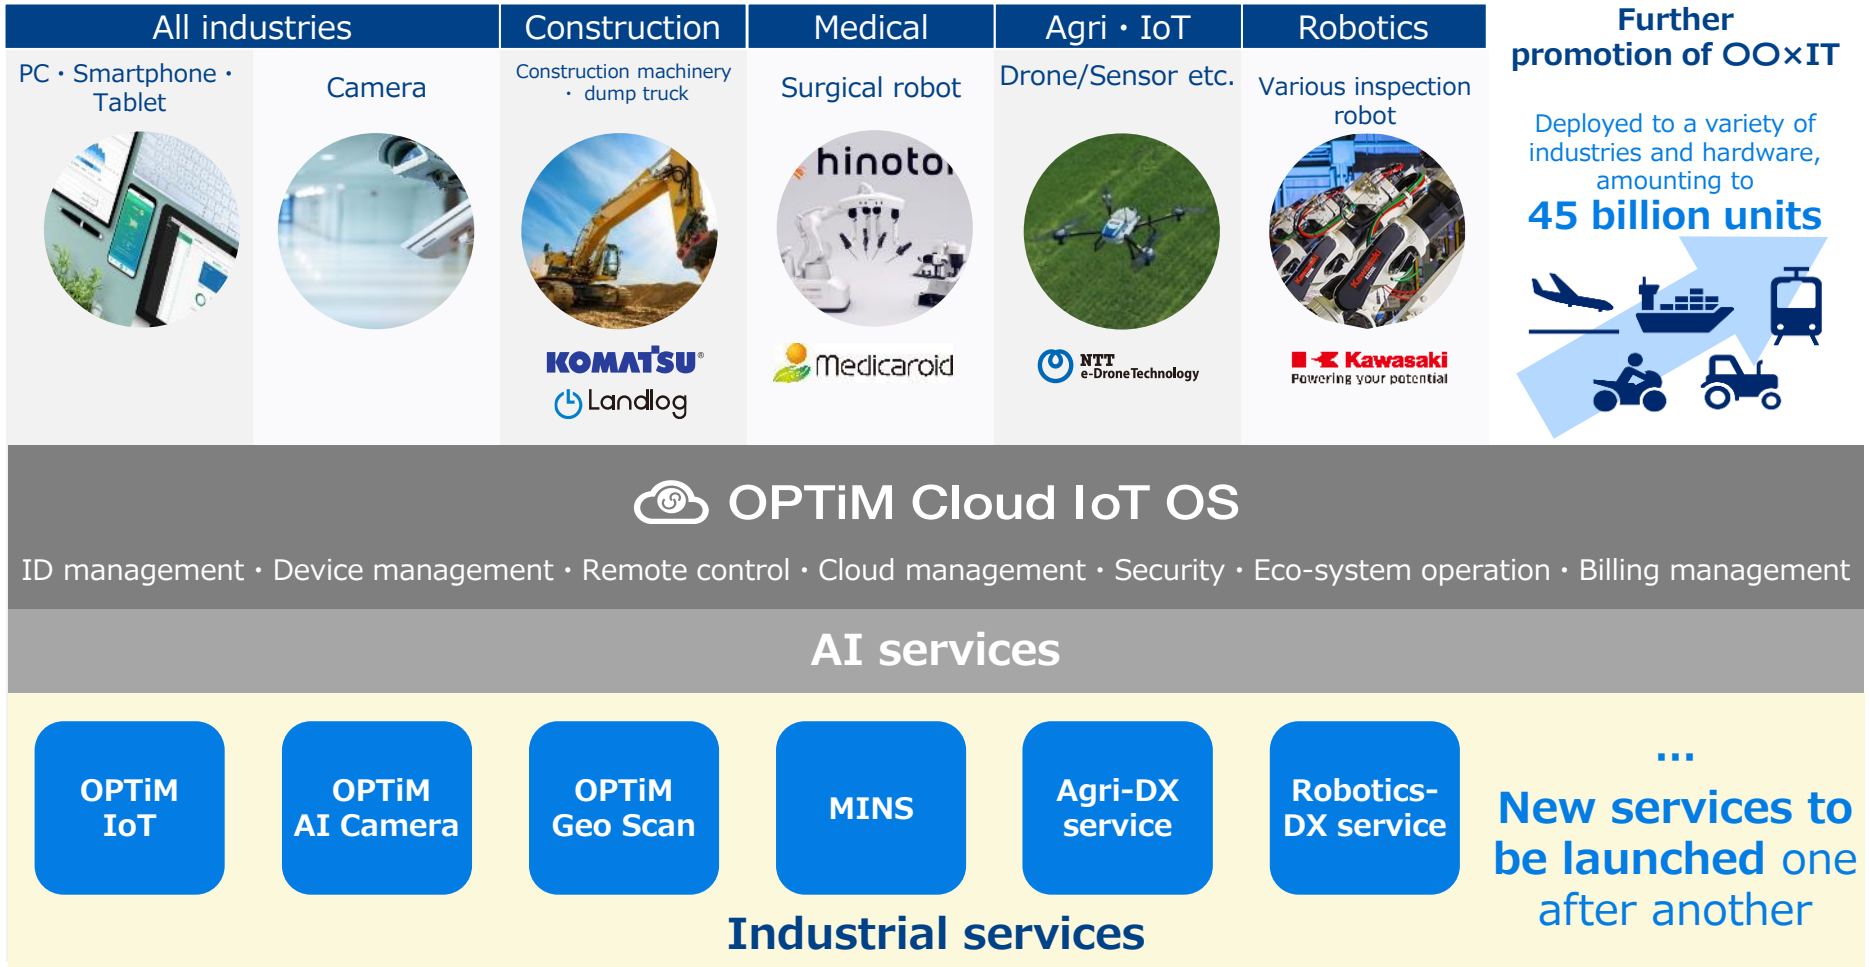 All industries
Construction
Medical
Agri・IoT
Robotics
Further
promotion of 〇〇×IT
PC・Smartphone・
Tablet
Camera
Construction machinery
・ dump truck
Surgical robot
Drone/Sensor etc.
Various inspection
robot
Deployed to a variety of
industries and hardware,
amounting to
45 billion units
hinotor
Kawasaki
Kawasaki
KOMATSU®
Landlog
Medicaroid
NTT
e-Drone Technology
Kawasaki
Powering your potential
OPTiM Cloud IoT OS
ID management・Device management・Remote control・Cloud management・Security・Eco-system operation・Billing management
AI services
OPTiM
IoT
OPTiM
AI Camera
OPTiM
Geo Scan
MINS
Agri-DX
service
Robotics-
DX service
...
New services to
be launched one
after another
Industrial services